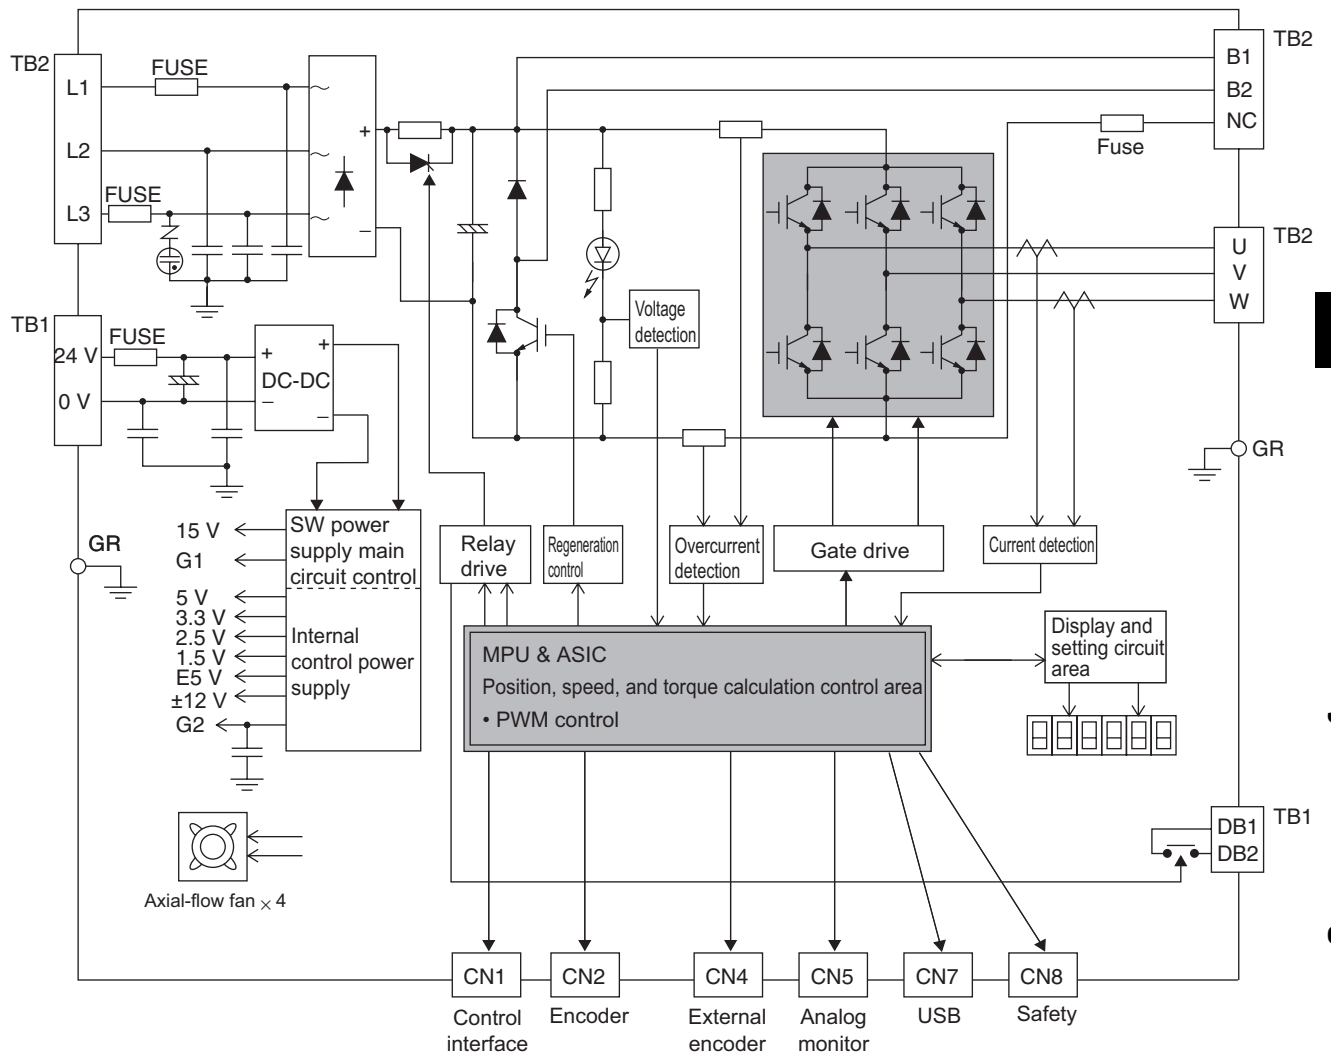 TB2
L1
FUSE
L2
FUSE
L3
+
−
TB2
B1
B2
NC
Fuse
TB2
U
V
W
TB1
FUSE
24 V
0 V
+
+
DC-DC
−
−
Voltage
detection
GR
GR
15 V
G1
5 V
3.3 V
2.5 V
1.5 V
E5 V
±12 V
G2
SW power
supply main
circuit control
Internal
control power
supply
Relay
drive
Regeneration
control
Overcurrent
detection
Gate drive
Current detection
MPU & ASIC
Position, speed, and torque calculation control area
• PWM control
Display and
setting circuit
area
Axial-flow fan × 4
TB1
DB1
DB2
CN1
CN2
CN4
CN5
CN7
CN8
Control
interface
Encoder
External
encoder
Analog
monitor
USB
Safety